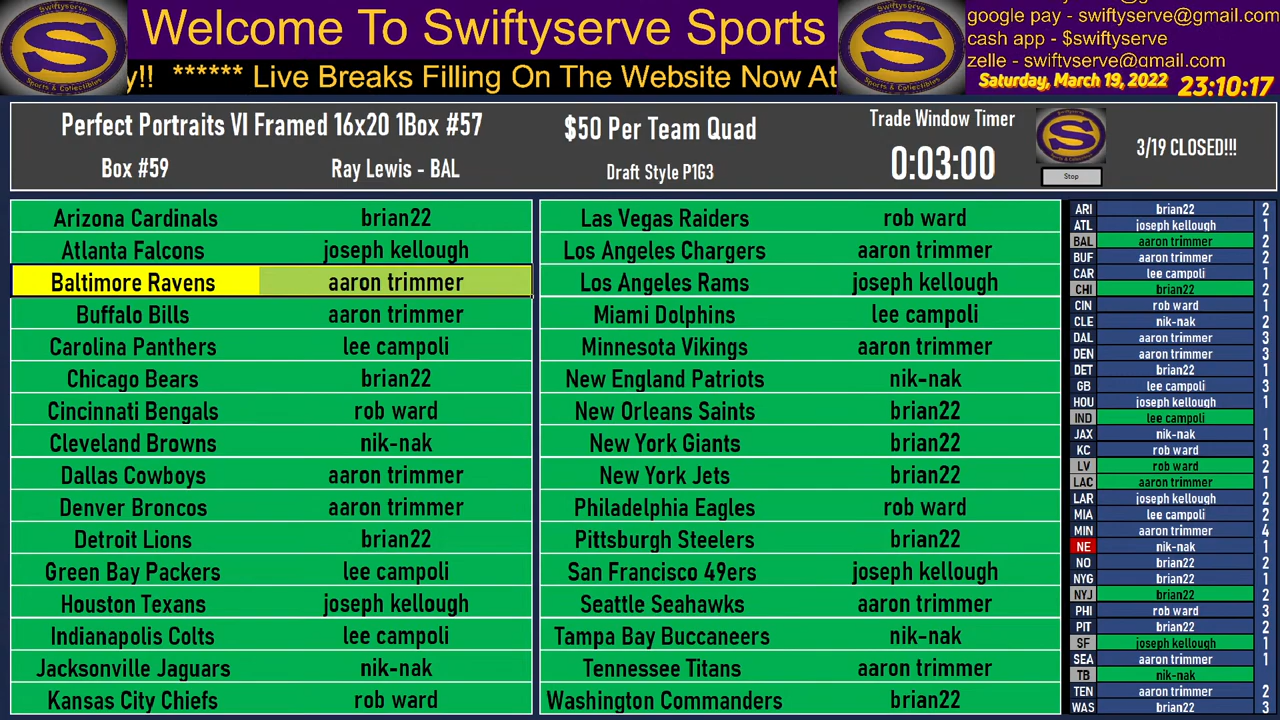 Welcome To Swiftyserve Sports
y!! ****** Live Breaks Filling On The Website Now At
S
Sports & Collectibles
S
Sports & Collectibles
google pay - swiftyserve@gmail.com
cash app - $swiftyserve
zelle - swiftyserve@gmail.com
Saturday, March 19, 2022 23:10:17
Perfect Portraits VI Framed 16x20 1Box #57
Box #59 Ray Lewis - BAL
$50 Per Team Quad
Draft Style P1G3
Trade Window Timer
0:03:00
Stop
3/19 CLOSED!!!
Arizona Cardinals brian22
Atlanta Falcons joseph kellough
Baltimore Ravens aaron trimmer
Buffalo Bills aaron trimmer
Carolina Panthers lee campoli
Chicago Bears brian22
Cincinnati Bengals rob ward
Cleveland Browns nik-nak
Dallas Cowboys aaron trimmer
Denver Broncos aaron trimmer
Detroit Lions brian22
Green Bay Packers lee campoli
Houston Texans joseph kellough
Indianapolis Colts lee campoli
Jacksonville Jaguars nik-nak
Kansas City Chiefs rob ward
Las Vegas Raiders rob ward
Los Angeles Chargers aaron trimmer
Los Angeles Rams joseph kellough
Miami Dolphins lee campoli
Minnesota Vikings aaron trimmer
New England Patriots nik-nak
New Orleans Saints brian22
New York Giants brian22
New York Jets brian22
Philadelphia Eagles rob ward
Pittsburgh Steelers brian22
San Francisco 49ers joseph kellough
Seattle Seahawks aaron trimmer
Tampa Bay Buccaneers nik-nak
Tennessee Titans aaron trimmer
Washington Commanders brian22
ARI brian22 2
ATL joseph kellough 1
BAL aaron trimmer 2
BUF aaron trimmer 2
CAR lee campoli 1
CHI brian22 2
CIN rob ward 1
CLE nik-nak 2
DAL aaron trimmer 3
DEN aaron trimmer 3
DET brian22 1
GB lee campoli 3
HOU joseph kellough 1
IND lee campoli
JAX nik-nak 1
KC rob ward 3
LV rob ward 2
LAC aaron trimmer 1
LAR joseph kellough 2
MIA lee campoli 2
MIN aaron trimmer 4
NE nik-nak 1
NO brian22 2
NYG brian22 1
NYJ brian22 2
PHI rob ward 3
PIT brian22 2
SF joseph kellough 1
SEA aaron trimmer 1
TB nik-nak
TEN aaron trimmer 2
WAS brian22 3